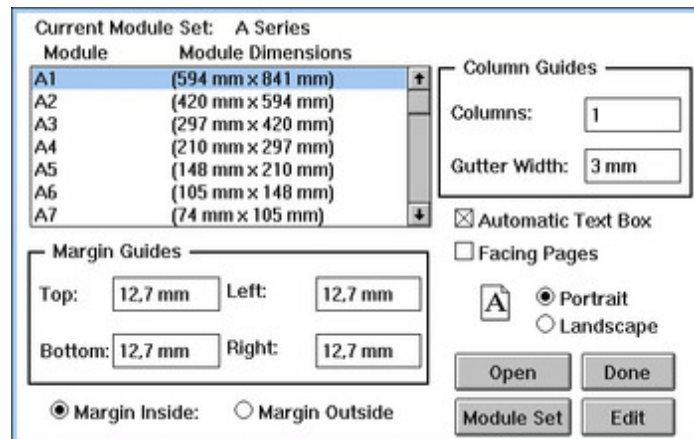 Current Module Set: A Series
Module Module Dimensions
A1 (594 mm x 841 mm)
A2 (420 mm x 594 mm)
A3 (297 mm x 420 mm)
A4 (210 mm x 297 mm)
A5 (148 mm x 210 mm)
A6 (105 mm x 148 mm)
A7 (74 mm x 105 mm)
Column Guides
Columns: 1
Gutter Width: 3 mm
Automatic Text Box
Facing Pages
A
Portrait
Landscape
Margin Guides
Top: 12,7 mm Left: 12,7 mm
Bottom: 12,7 mm Right: 12,7 mm
Margin Inside: Margin Outside
Open Done
Module Set Edit